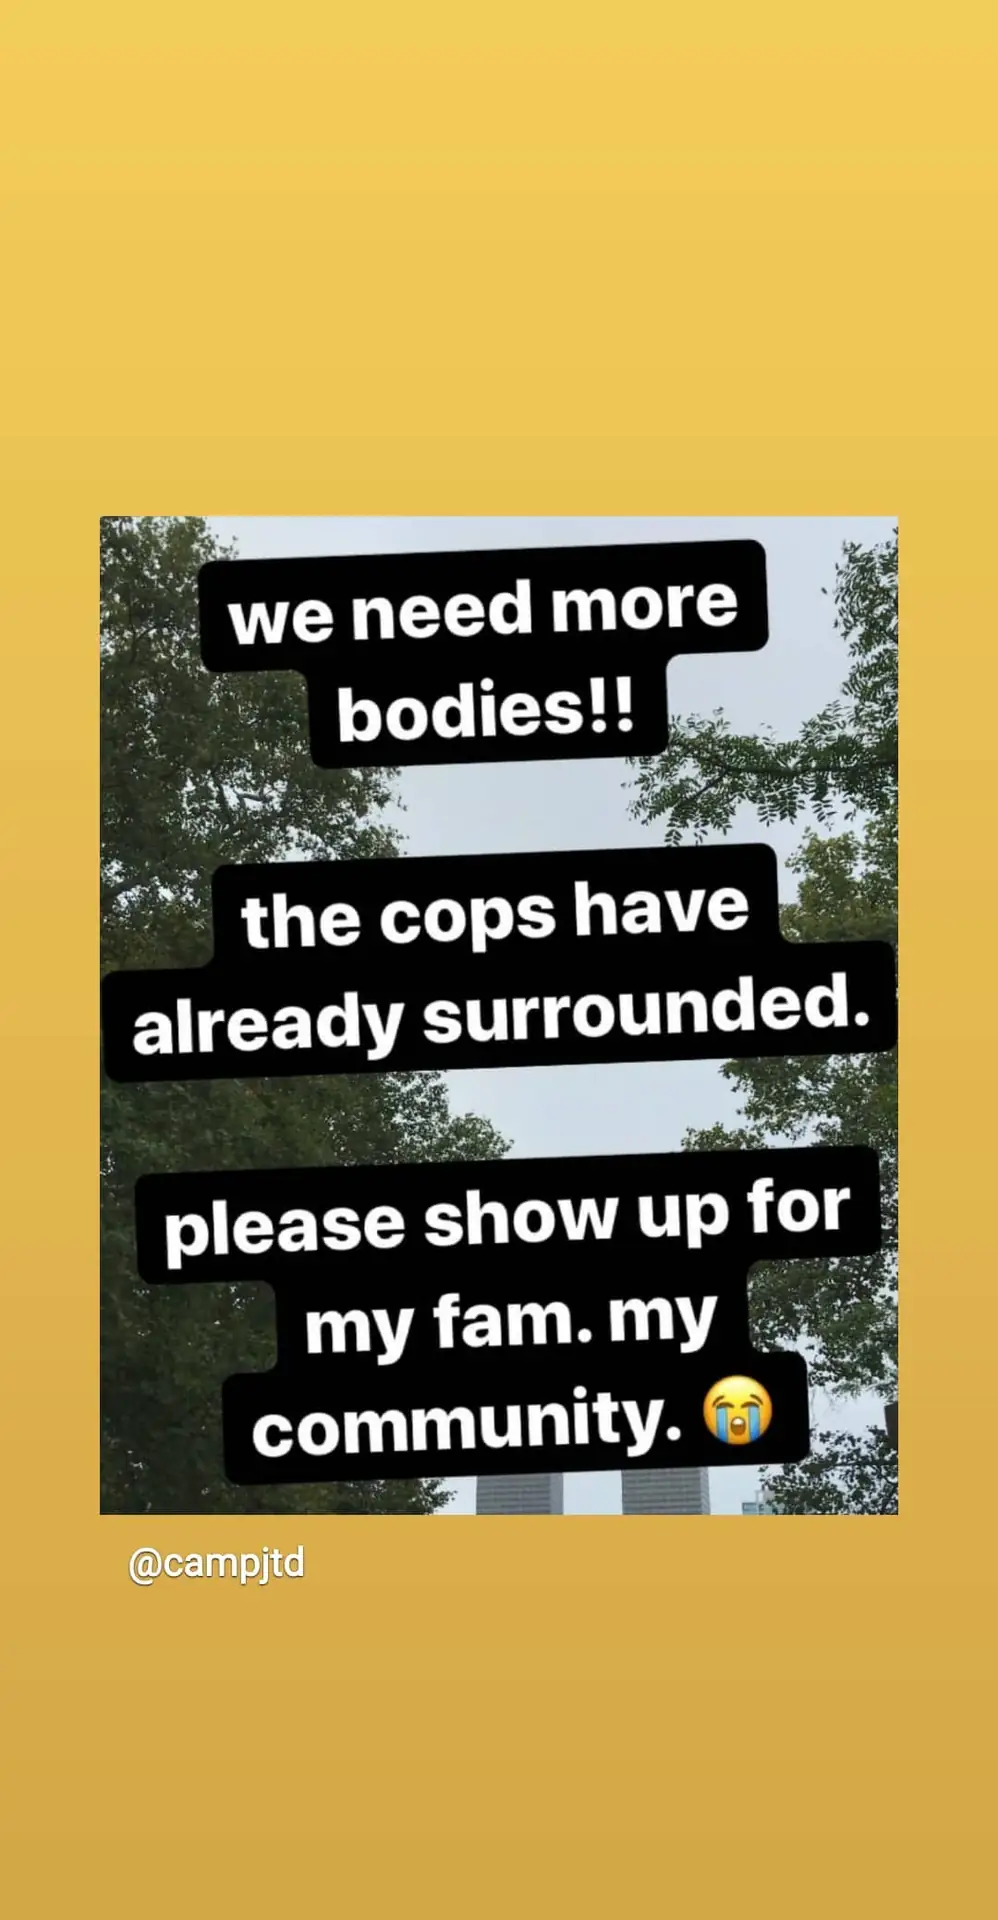 we need more
bodies!!
the cops have
already surrounded.
please show up for
my fam. my
community. 😭
@campjtd